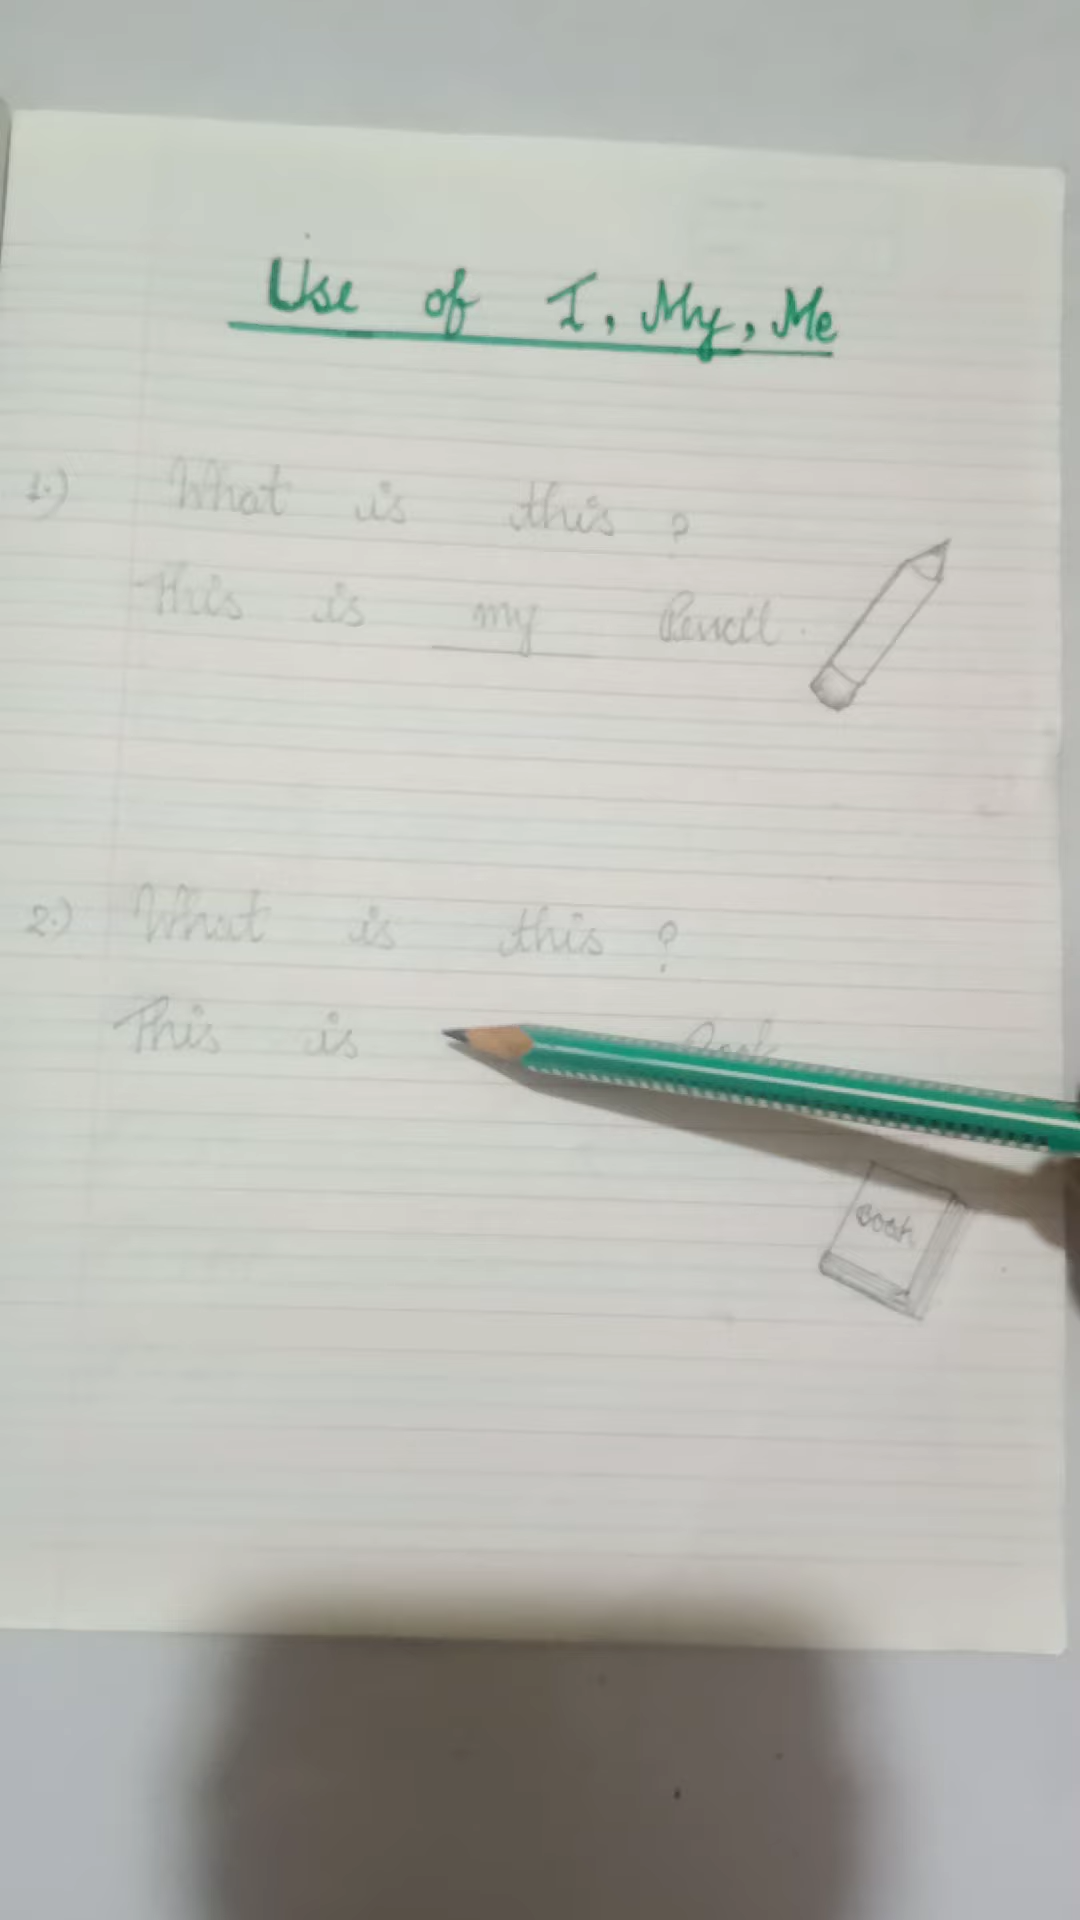 Use of I, My, Me
1.) What is this ?
This is my Pencil.
2.) What is this ?
This is
Book